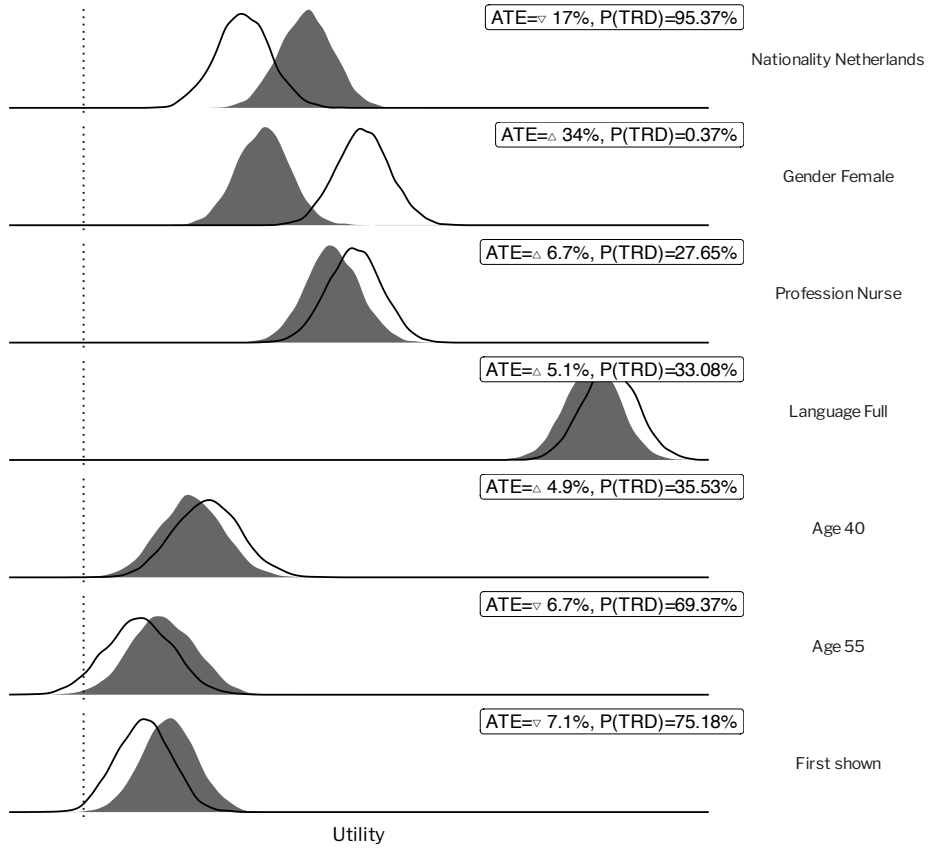 ATE=▽ 17%, P(TRD)=95.37%
Nationality Netherlands
ATE=△ 34%, P(TRD)=0.37%
Gender Female
ATE=△ 6.7%, P(TRD)=27.65%
Profession Nurse
ATE=△ 5.1%, P(TRD)=33.08%
Language Full
ATE=△ 4.9%, P(TRD)=35.53%
Age 40
ATE=▽ 6.7%, P(TRD)=69.37%
Age 55
ATE=▽ 7.1%, P(TRD)=75.18%
First shown
Utility